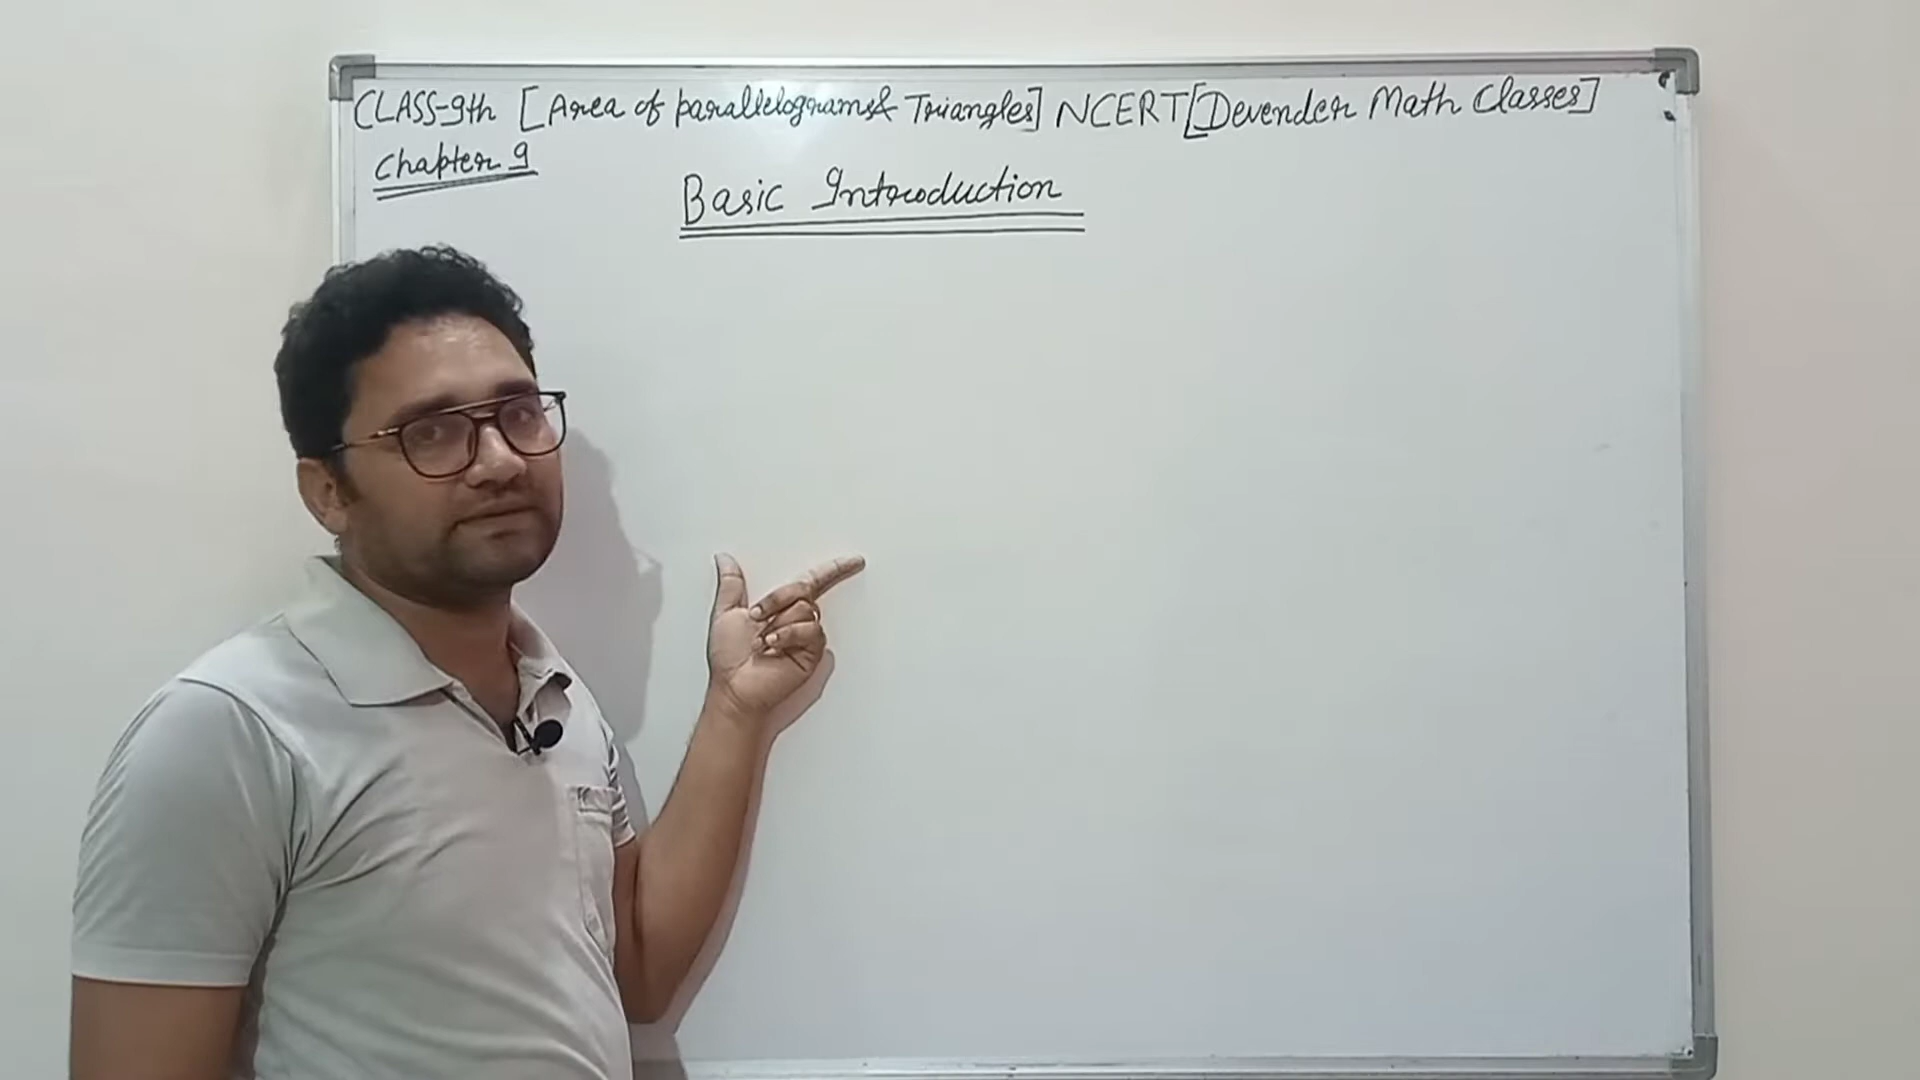 CLASS-9th [Area of parallelograms& Triangles] NCERT[Devender Math Classes]
Chapter 9
Basic Introduction